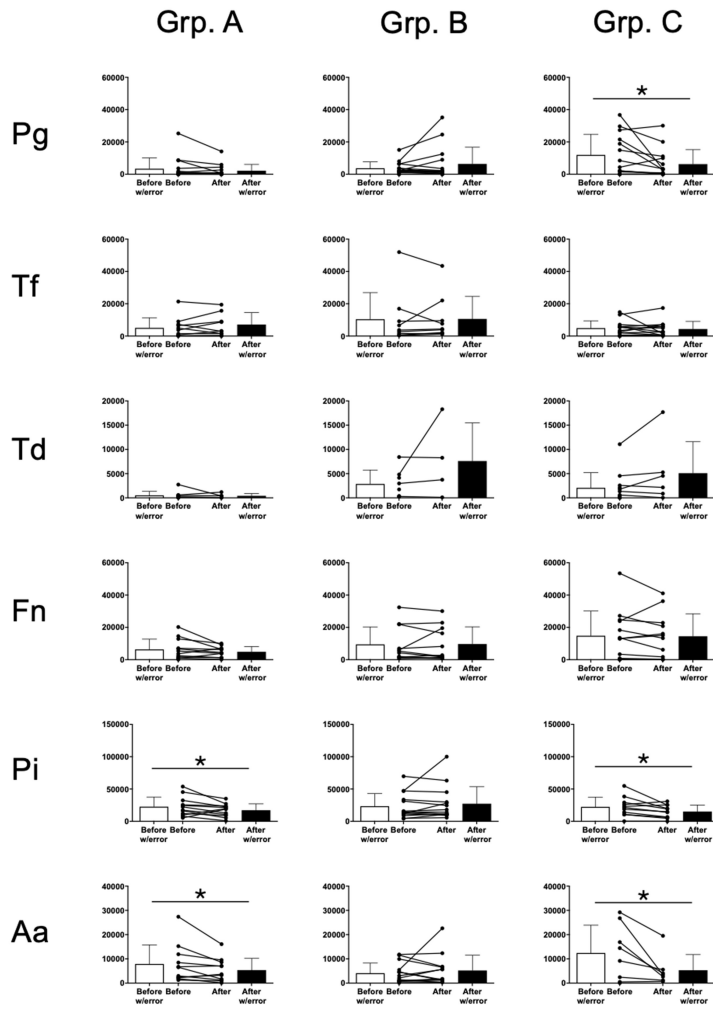 Grp. A Grp. B Grp. C
Pg
60000
40000
20000
0
Before w/error
Before
After
After w/error
60000
40000
20000
0
Before w/error
Before
After
After w/error
60000
40000
20000
0
*
Before w/error
Before
After
After w/error
Tf
60000
40000
20000
0
Before w/error
Before
After
After w/error
60000
40000
20000
0
Before w/error
Before
After
After w/error
60000
40000
20000
0
Before w/error
Before
After
After w/error
Td
20000
15000
10000
5000
0
Before w/error
Before
After
After w/error
20000
15000
10000
5000
0
Before w/error
Before
After
After w/error
20000
15000
10000
5000
0
Before w/error
Before
After
After w/error
Fn
60000
40000
20000
0
Before w/error
Before
After
After w/error
60000
40000
20000
0
Before w/error
Before
After
After w/error
60000
40000
20000
0
Before w/error
Before
After
After w/error
Pi
150000
100000
50000
0
*
Before w/error
Before
After
After w/error
150000
100000
50000
0
Before w/error
Before
After
After w/error
150000
100000
50000
0
*
Before w/error
Before
After
After w/error
Aa
40000
30000
20000
10000
0
*
Before w/error
Before
After
After w/error
40000
30000
20000
10000
0
Before w/error
Before
After
After w/error
40000
30000
20000
10000
0
*
Before w/error
Before
After
After w/error